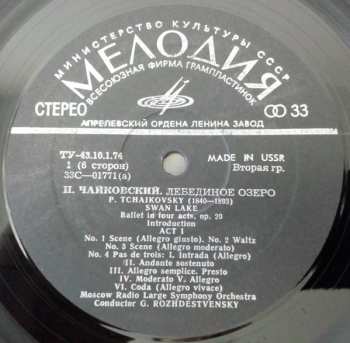 МИНИСТЕРСТВО КУЛЬТУРЫ СССР
МЕЛОДИЯ
ВСЕСОЮЗНАЯ ФИРМА ГРАМПЛАСТИНОК
СТЕРЕО
33
АПРЕЛЕВСКИЙ ОРДЕНА ЛЕНИНА ЗАВОД
ТУ-43.10.1.74
MADE IN USSR
1 (6 сторон)
Вторая гр.
33С—01771(а)
П. ЧАЙКОВСКИЙ. ЛЕБЕДИНОЕ ОЗЕРО
P. TCHAIKOVSKY (1840—1893)
SWAN LAKE
Ballet in four acts, op. 20
Introduction
ACT I
No. 1 Scene (Allegro giusto). No. 2 Waltz
No. 3 Scene (Allegro moderato)
No. 4 Pas de trois: I. Intrada (Allegro)
II. Andante sostenuto
III. Allegro semplice. Presto
IV. Moderato V. Allegro
VI. Coda (Allegro vivace)
Moscow Radio Large Symphony Orchestra
Conductor G. ROZHDESTVENSKY